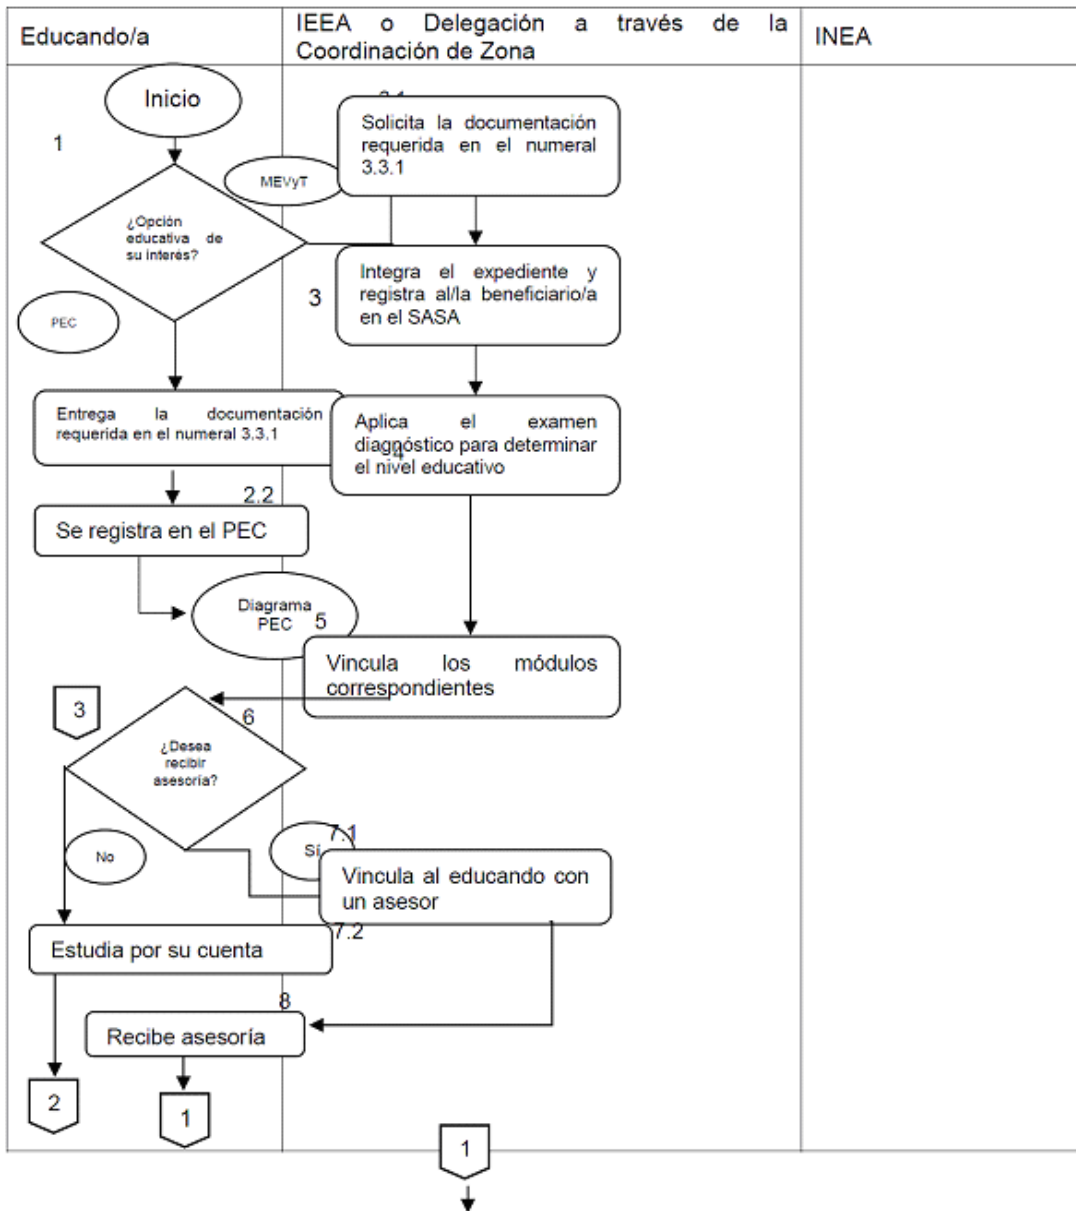 Educando/a
IEEA o Delegación a través de la
Coordinación de Zona
INEA
Inicio
1
Solicita la documentación
requerida en el numeral
3.3.1
MEVyT
¿Opción
educativa de
su interés?
PEC
3
Integra el expediente y
registra al/la beneficiario/a
en el SASA
Entrega la documentación
requerida en el numeral 3.3.1
Aplica el examen
diagnóstico para determinar
el nivel educativo
4
2.2
Se registra en el PEC
Diagrama
PEC
5
Vincula los módulos
correspondientes
3
6
¿Desea
recibir
asesoría?
No
Sí
7.1
Vincula al educando con
un asesor
7.2
Estudia por su cuenta
8
Recibe asesoría
2
1
1